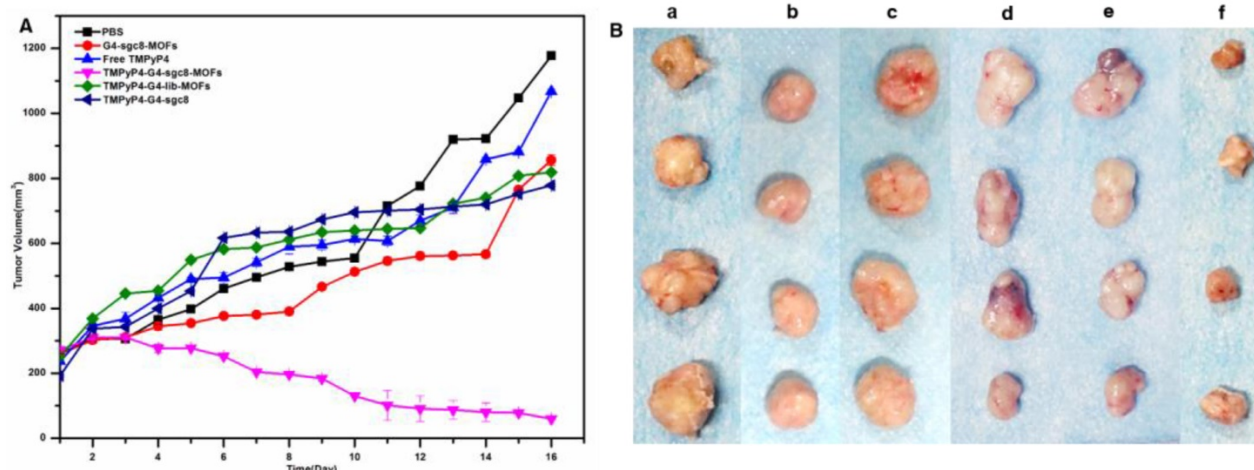 A
PBS
G4-sgc8-MOFs
Free TMPyP4
TMPyP4-G4-sgc8-MOFs
TMPyP4-G4-lib-MOFs
TMPyP4-G4-sgc8
Tumor Volume(mm³)
1200
1000
800
600
400
200
0
2 4 6 8 10 12 14 16
Time(Day)
B
a b c d e f